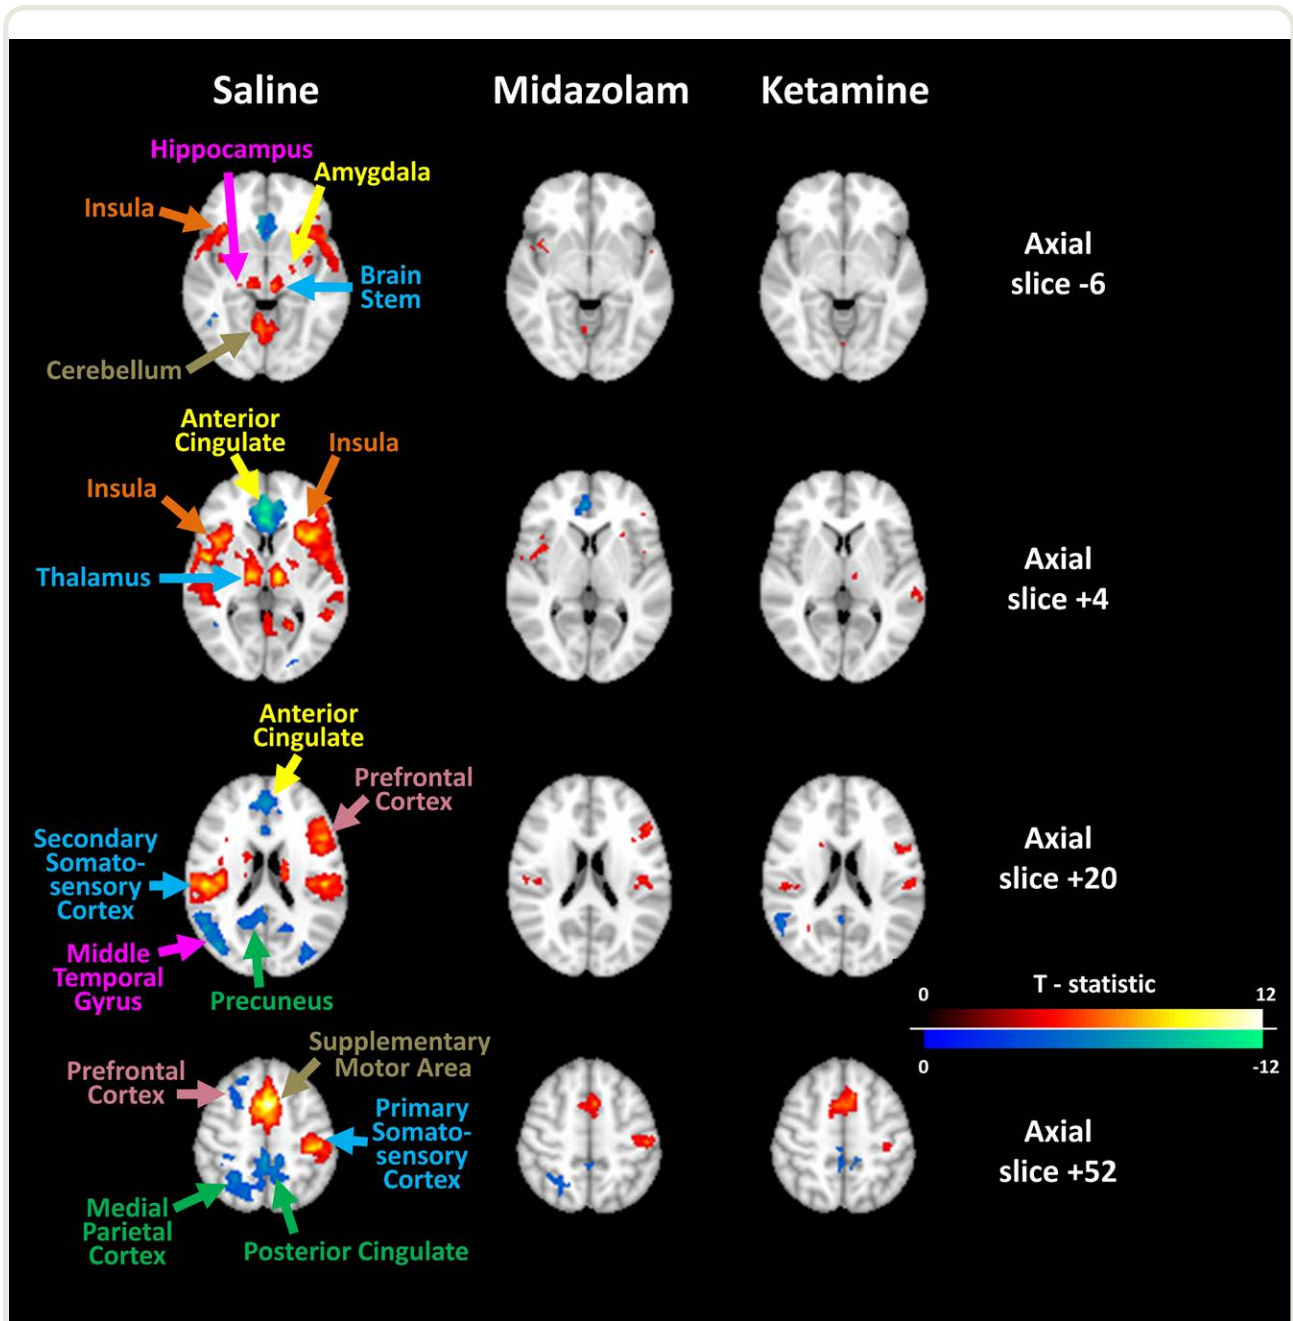 Saline
Midazolam
Ketamine
Hippocampus
Amygdala
Insula
Brain
Stem
Cerebellum
Axial
slice -6
Anterior
Cingulate
Insula
Insula
Thalamus
Axial
slice +4
Anterior
Cingulate
Prefrontal
Cortex
Secondary
Somato-
sensory
Cortex
Middle
Temporal
Gyrus
Precuneus
Axial
slice +20
T - statistic
0
12
0
-12
Supplementary
Motor Area
Prefrontal
Cortex
Primary
Somato-
sensory
Cortex
Medial
Parietal
Cortex
Posterior Cingulate
Axial
slice +52